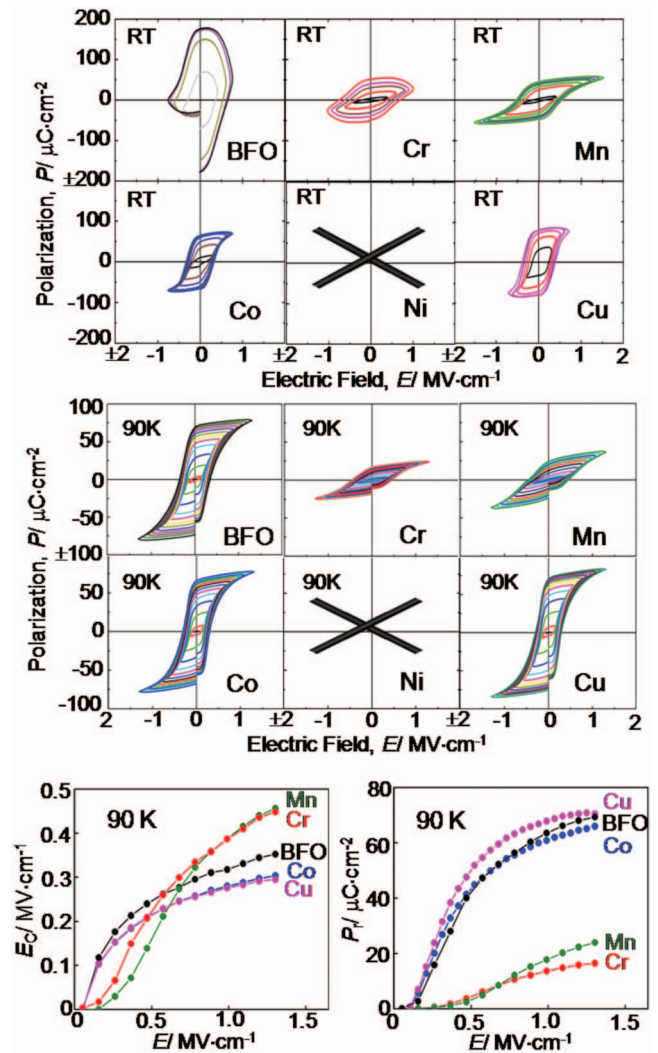 200
RT
RT
RT
100
0
-100
BFO
Cr
Mn
±200
RT
RT
RT
100
0
-100
Co
Ni
Cu
-200
±2
-1
0
1
±2
-1
0
1
±2
-1
0
1
2
Polarization, P/ μC·cm-2
Electric Field, E/ MV·cm-1
100
90K
90K
90K
50
0
-50
BFO
Cr
Mn
±100
90K
90K
90K
50
0
-50
Co
Ni
Cu
-100
±2
-1
0
1
±2
-1
0
1
±2
-1
0
1
2
Polarization, P/ μC·cm-2
Electric Field, E/ MV·cm-1
0.5
90 K
Mn
Cr
0.4
BFO
0.3
Co
Cu
0.2
0.1
0
0.5
1.0
1.5
EC/ MV·cm-1
E/ MV·cm-1
80
90 K
Cu
BFO
Co
60
40
Mn
20
Cr
0
0.5
1.0
1.5
Pr/ μC·cm-2
E/ MV·cm-1